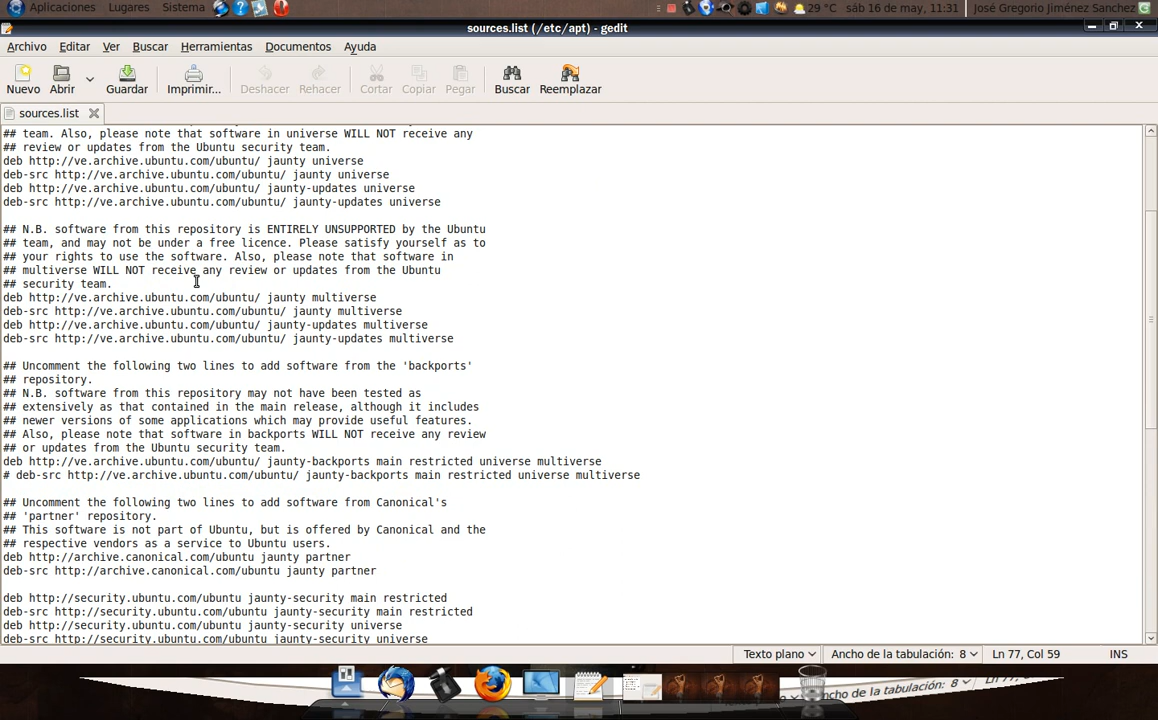 Aplicaciones Lugares Sistema 29 °C sáb 16 de may, 11:31 José Gregorio Jiménez Sanchez
sources.list (/etc/apt) - gedit
Archivo Editar Ver Buscar Herramientas Documentos Ayuda
Nuevo Abrir Guardar Imprimir... Deshacer Rehacer Cortar Copiar Pegar Buscar Reemplazar
sources.list
## team. Also, please note that software in universe WILL NOT receive any
## review or updates from the Ubuntu security team.
deb http://ve.archive.ubuntu.com/ubuntu/ jaunty universe
deb-src http://ve.archive.ubuntu.com/ubuntu/ jaunty universe
deb http://ve.archive.ubuntu.com/ubuntu/ jaunty-updates universe
deb-src http://ve.archive.ubuntu.com/ubuntu/ jaunty-updates universe
## N.B. software from this repository is ENTIRELY UNSUPPORTED by the Ubuntu
## team, and may not be under a free licence. Please satisfy yourself as to
## your rights to use the software. Also, please note that software in
## multiverse WILL NOT receive any review or updates from the Ubuntu
## security team.
deb http://ve.archive.ubuntu.com/ubuntu/ jaunty multiverse
deb-src http://ve.archive.ubuntu.com/ubuntu/ jaunty multiverse
deb http://ve.archive.ubuntu.com/ubuntu/ jaunty-updates multiverse
deb-src http://ve.archive.ubuntu.com/ubuntu/ jaunty-updates multiverse
## Uncomment the following two lines to add software from the 'backports'
## repository.
## N.B. software from this repository may not have been tested as
## extensively as that contained in the main release, although it includes
## newer versions of some applications which may provide useful features.
## Also, please note that software in backports WILL NOT receive any review
## or updates from the Ubuntu security team.
deb http://ve.archive.ubuntu.com/ubuntu/ jaunty-backports main restricted universe multiverse
# deb-src http://ve.archive.ubuntu.com/ubuntu/ jaunty-backports main restricted universe multiverse
## Uncomment the following two lines to add software from Canonical's
## 'partner' repository.
## This software is not part of Ubuntu, but is offered by Canonical and the
## respective vendors as a service to Ubuntu users.
deb http://archive.canonical.com/ubuntu jaunty partner
deb-src http://archive.canonical.com/ubuntu jaunty partner
deb http://security.ubuntu.com/ubuntu jaunty-security main restricted
deb-src http://security.ubuntu.com/ubuntu jaunty-security main restricted
deb http://security.ubuntu.com/ubuntu jaunty-security universe
deb-src http://security.ubuntu.com/ubuntu jaunty-security universe
Texto plano Ancho de la tabulación: 8 Ln 77, Col 59 INS
ncho de la tabulación: 8 Ln 77,